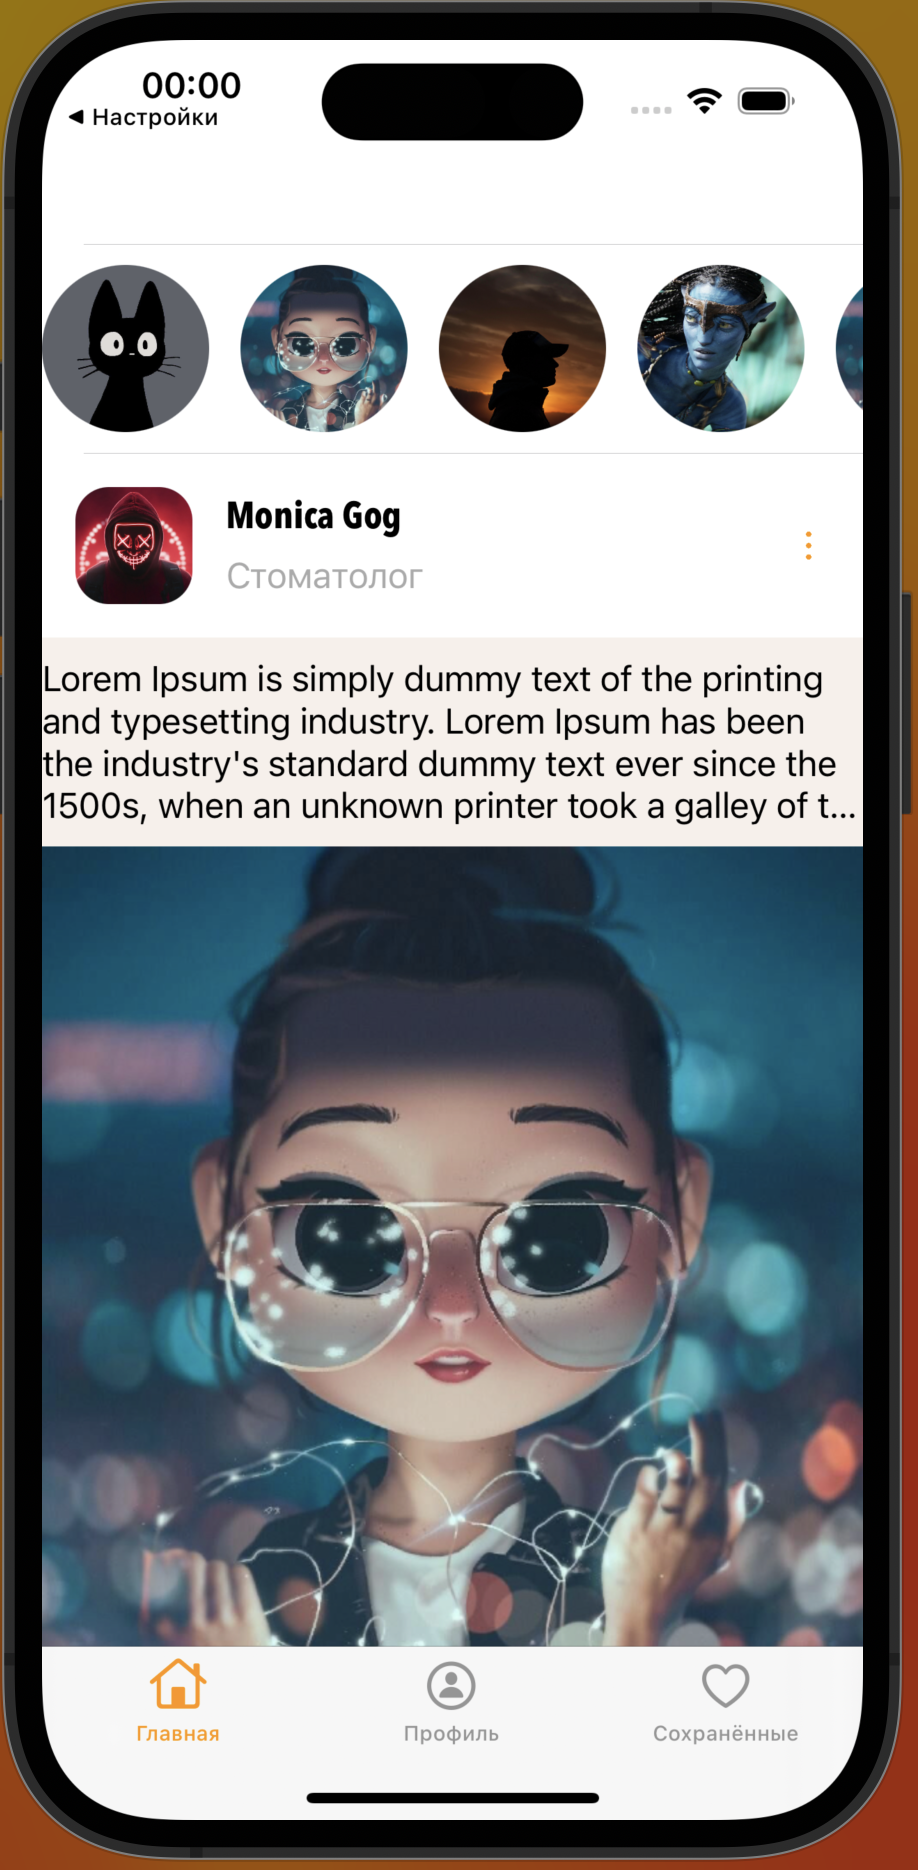 00:00
◀ Настройки
Monica Gog
Стоматолог
Lorem Ipsum is simply dummy text of the printing
and typesetting industry. Lorem Ipsum has been
the industry's standard dummy text ever since the
1500s, when an unknown printer took a galley of t...
Главная
Профиль
Сохранённые